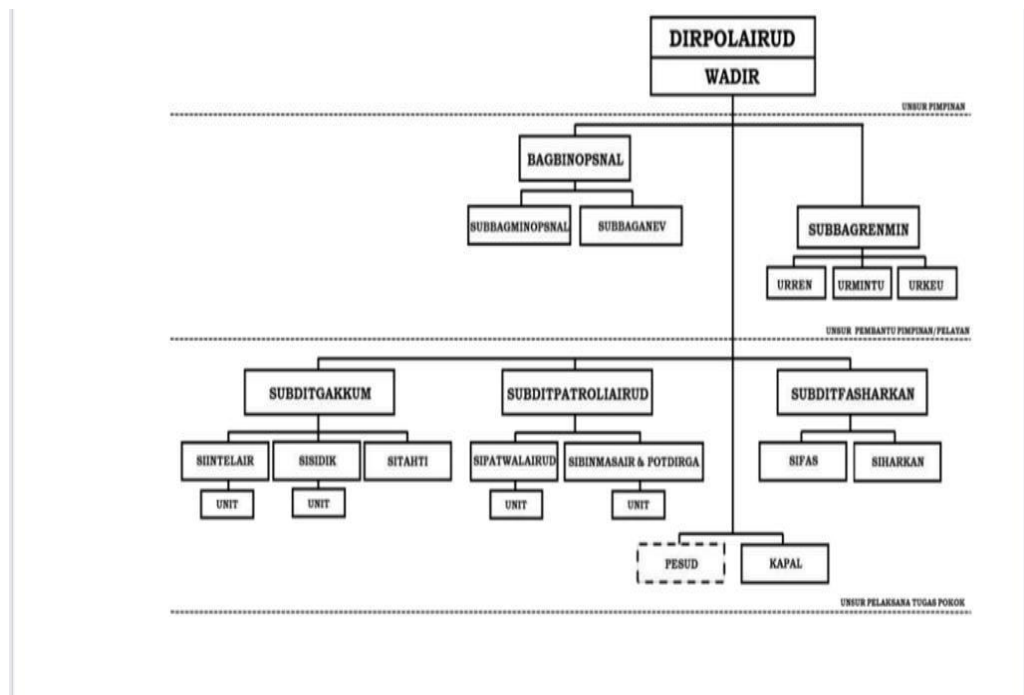 DIRPOLAIRUD
WADIR
UNSUR PIMPINAN
BAGBINOPSNAL
SUBBAGMINOPSNAL
SUBBAGANEV
SUBBAGRENMIN
URREN
URMINTU
URKEU
UNSUR PEMBANTU PIMPINAN/PELAYAN
SUBDITGAKKUM
SUBDITPATROLIAIRUD
SUBDITFASHARKAN
SIINTELAIR
SISIDIK
SITAHTI
SIPATWALAIRUD
SIBINMASAIR & POTDIRGA
SIFAS
SIHARKAN
UNIT
UNIT
UNIT
UNIT
PESUD
KAPAL
UNSUR PELAKSANA TUGAS POKOK